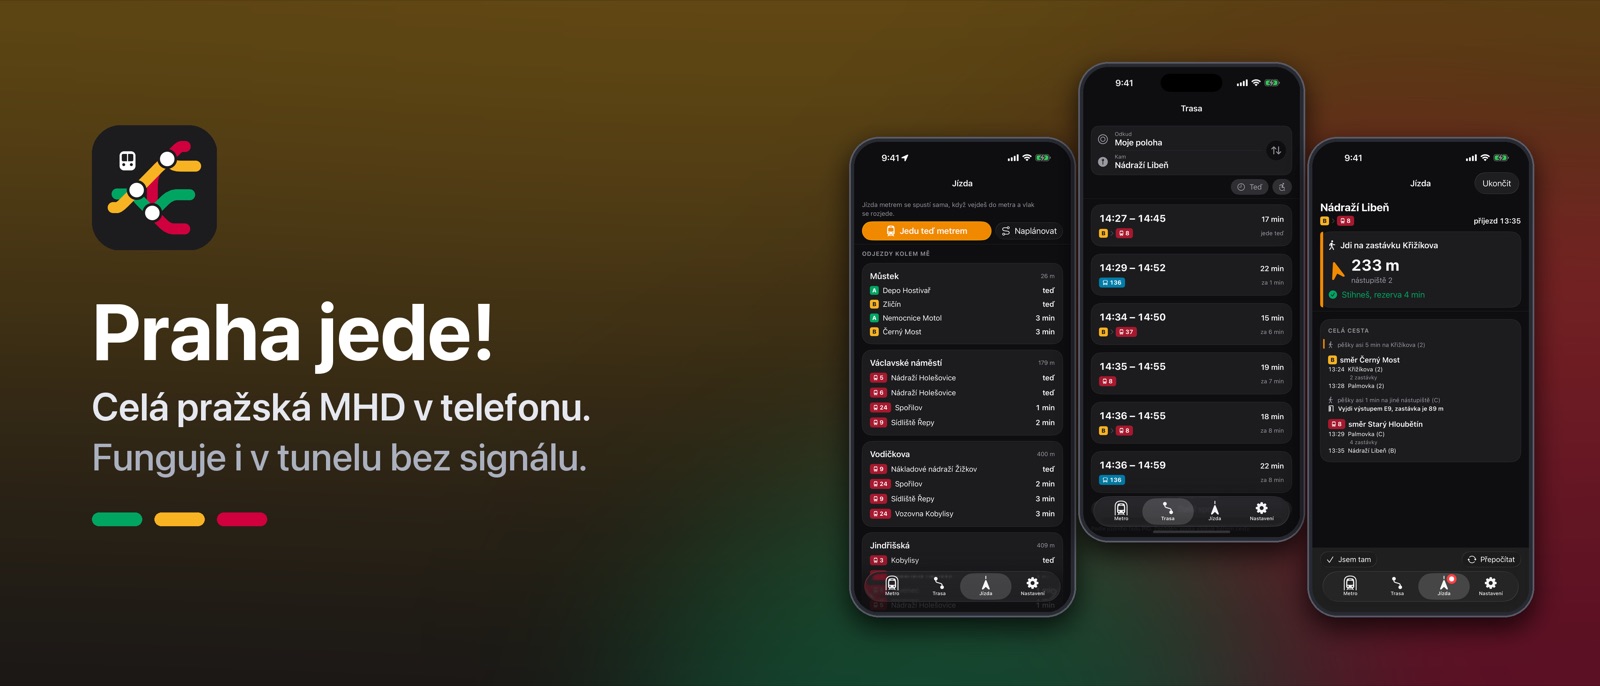 Praha jede!
Celá pražská MHD v telefonu.
Funguje i v tunelu bez signálu.
9:41
Jízda
Jízda metrem se spustí sama, když vejdeš do metra a vlak
se rozjede.
Jedu teď metrem
Naplánovat
ODJEZDY KOLEM MĚ
Můstek 26 m
A Depo Hostivař teď
B Zličín teď
A Nemocnice Motol 3 min
B Černý Most 3 min
Václavské náměstí 179 m
5 Nádraží Holešovice teď
6 Nádraží Holešovice teď
24 Spořilov 1 min
9 Sídliště Řepy 2 min
Vodičkova 400 m
9 Nákladové nádraží Žižkov teď
24 Spořilov 2 min
9 Sídliště Řepy 3 min
24 Vozovna Kobylisy 3 min
Jindřišská 409 m
3 Kobylisy teď
Nádraží Holešovice 1 min
Metro Trasa Jízda Nastavení
9:41
Trasa
Odkud
Moje poloha
Kam
Nádraží Libeň
Teď
14:27 – 14:45 17 min
B 8 jede teď
14:29 – 14:52 22 min
136 za 1 min
14:34 – 14:50 15 min
B 37 za 6 min
14:35 – 14:55 19 min
8 za 7 min
14:36 – 14:55 18 min
B 8 za 8 min
14:36 – 14:59 22 min
136 za 8 min
Metro Trasa Jízda Nastavení
9:41
Jízda
Ukončit
Nádraží Libeň
B 1 8 příjezd 13:35
Jdi na zastávku Křižíkova
233 m
nástupiště 2
Stihneš, rezerva 4 min
CELÁ CESTA
pěšky asi 5 min na Křižíkova (2)
B směr Černý Most
13:24 Křižíkova (2)
2 zastávky
13:28 Palmovka (2)
pěšky asi 1 min na jiné nástupiště (C)
Vyjdi výstupem E9, zastávka je 89 m
8 směr Starý Hloubětín
13:29 Palmovka (C)
4 zastávky
13:35 Nádraží Libeň (B)
Jsem tam
Přepočítat
Metro Trasa Jízda Nastavení